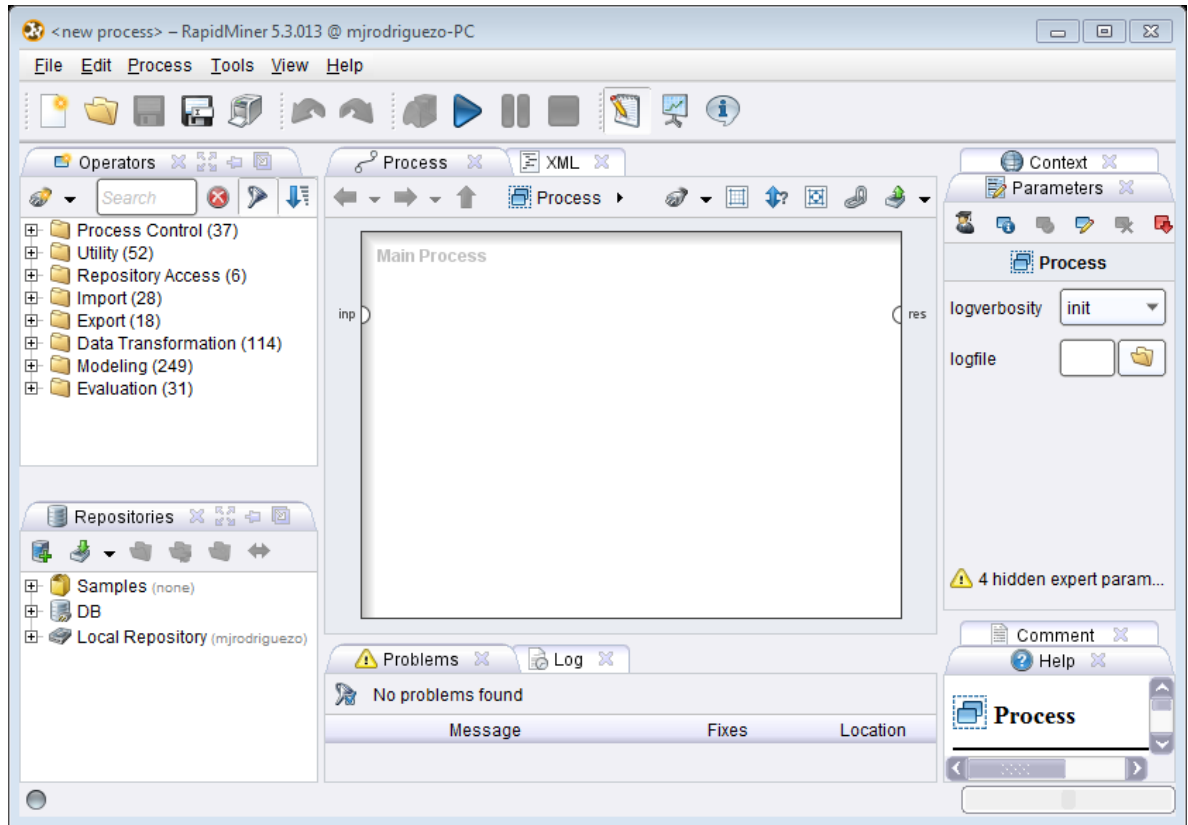 <new process> – RapidMiner 5.3.013 @ mjrodriguezo-PC
File Edit Process Tools View Help
Operators
Search
Process Control (37)
Utility (52)
Repository Access (6)
Import (28)
Export (18)
Data Transformation (114)
Modeling (249)
Evaluation (31)
Repositories
Samples (none)
DB
Local Repository (mjrodriguezo)
Process XML
Process
Main Process
inp
res
Problems Log
No problems found
Message Fixes Location
Context
Parameters
Process
logverbosity init
logfile
4 hidden expert param...
Comment
Help
Process